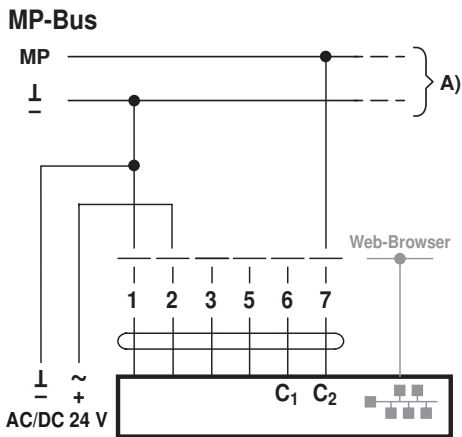 MP-Bus
MP
⊥
–
A)
Web-Browser
1 2 3 5 6 7
⊥ ~
– +
C1 C2
AC/DC 24 V